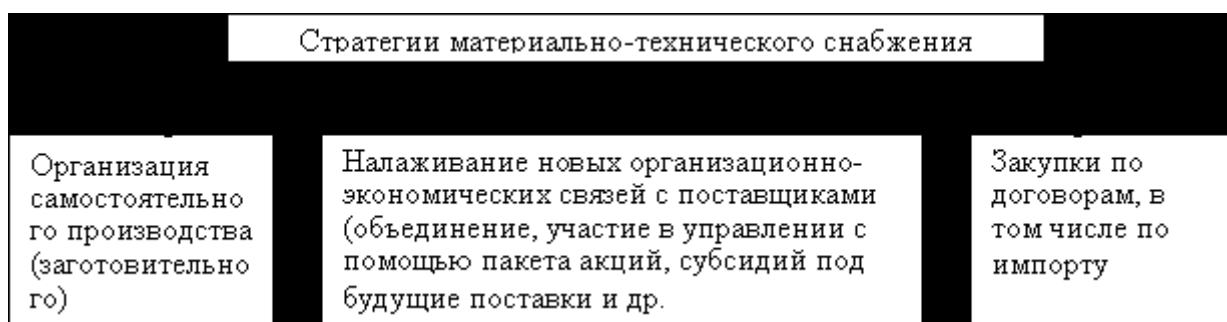 Стратегии материально-технического снабжения
Организация
самостоятельно
го производства
(заготовительно
го)
Налаживание новых организационно-
экономических связей с поставщиками
(объединение, участие в управлении с
помощью пакета акций, субсидий под
будущие поставки и др.
Закупки по
договорам, в
том числе по
импорту